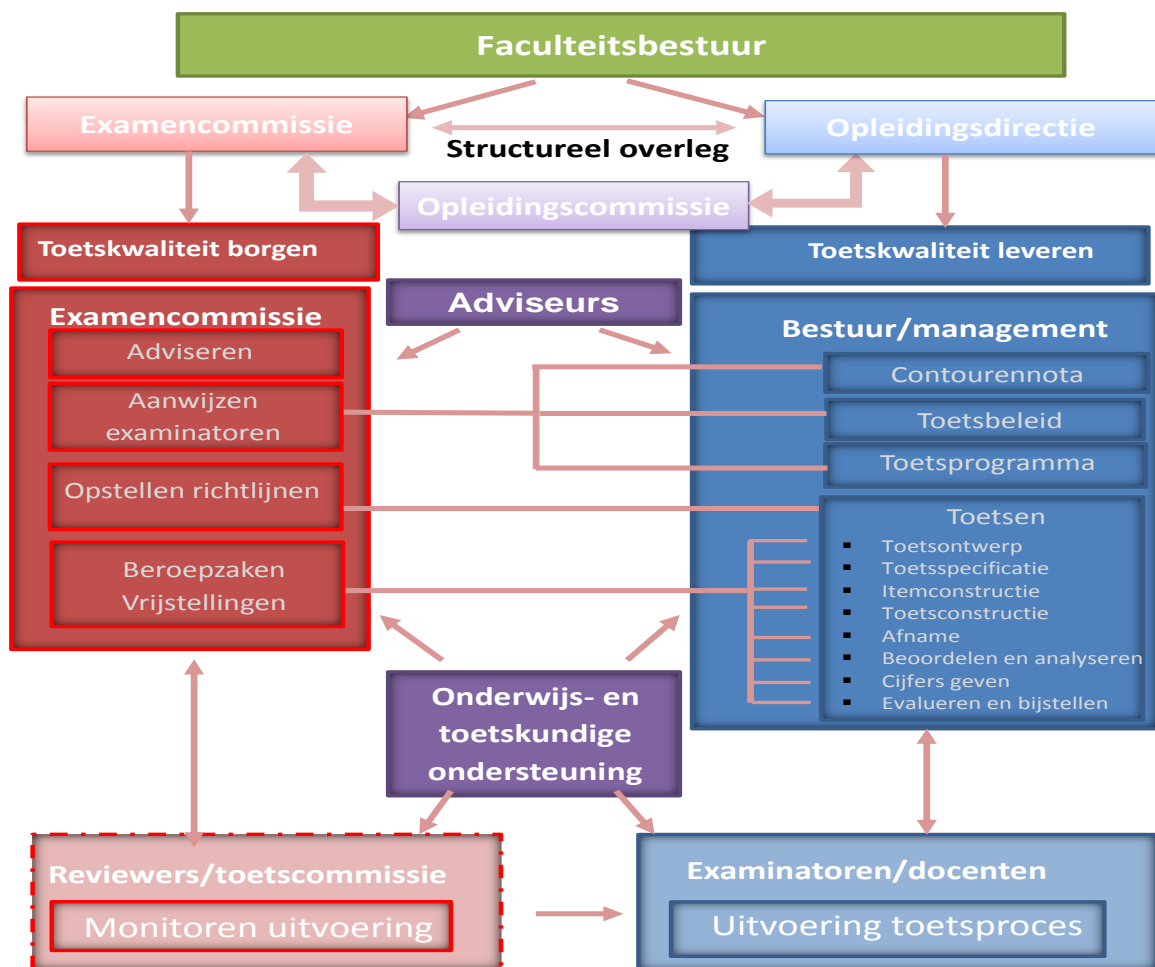 Faculteitsbestuur
Examencommissie
Opleidingsdirectie
Structureel overleg
Opleidingscommissie
Toetskwaliteit borgen
Toetskwaliteit leveren
Adviseurs
Examencommissie
Adviseren
Aanwijzen
examinatoren
Opstellen richtlijnen
Beroepzaken
Vrijstellingen
Bestuur/management
Contourennota
Toetsbeleid
Toetsprogramma
Toetsen
▪ Toetsontwerp
▪ Toetsspecificatie
▪ Itemconstructie
▪ Toetsconstructie
▪ Afname
▪ Beoordelen en analyseren
▪ Cijfers geven
▪ Evalueren en bijstellen
Onderwijs- en
toetskundige
ondersteuning
Reviewers/toetscommissie
Monitoren uitvoering
Examinatoren/docenten
Uitvoering toetsproces